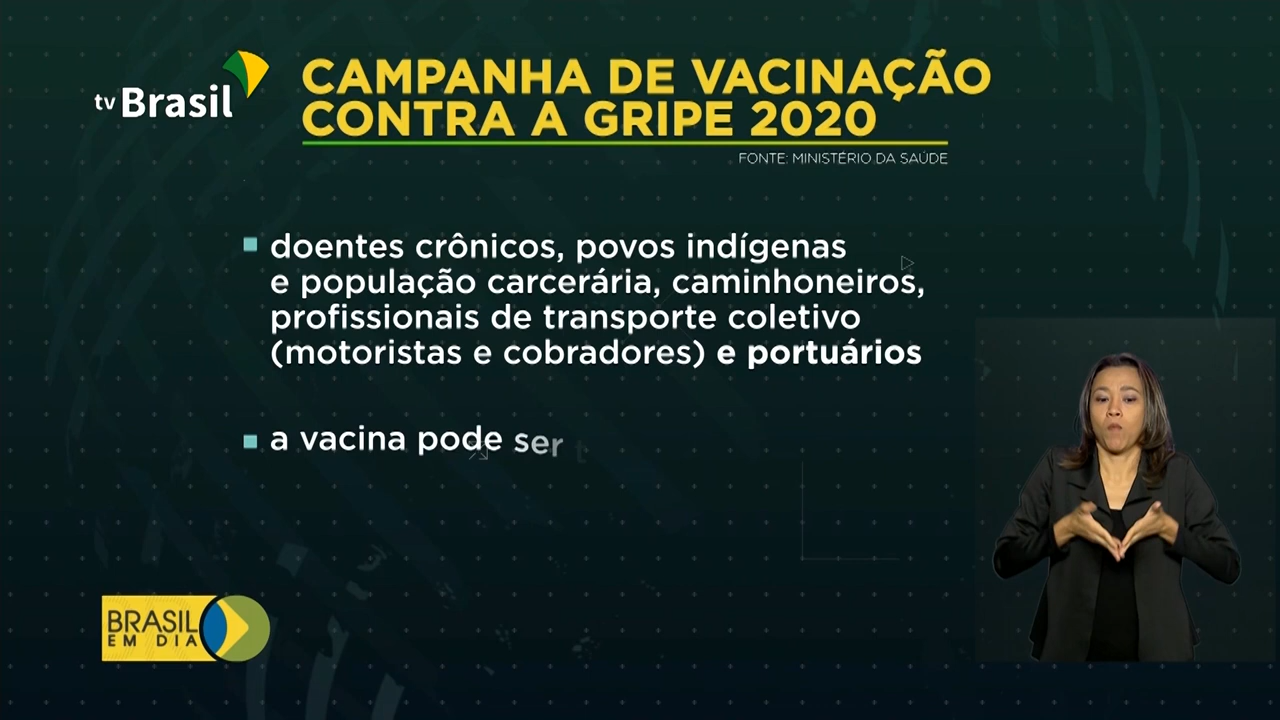 tv Brasil
CAMPANHA DE VACINAÇÃO
CONTRA A GRIPE 2020
FONTE: MINISTÉRIO DA SAÚDE
doentes crônicos, povos indígenas
e população carcerária, caminhoneiros,
profissionais de transporte coletivo
(motoristas e cobradores) e portuários
a vacina pode ser t
BRASIL
EM DIA